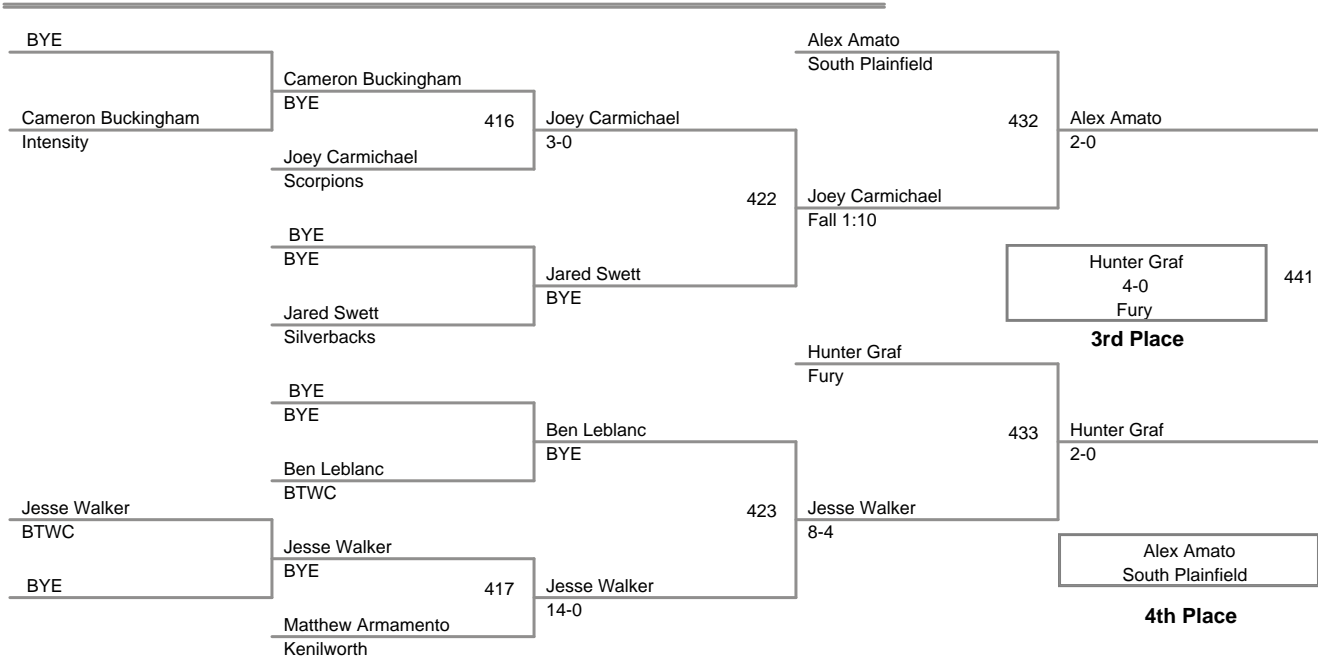 BYE
Cameron Buckingham
Intensity
Jesse Walker
BTWC
BYE
Cameron Buckingham
BYE
416
Joey Carmichael
Scorpions
BYE
BYE
Jared Swett
Silverbacks
BYE
BYE
Ben Leblanc
BTWC
Jesse Walker
BYE
417
Matthew Armamento
Kenilworth
Joey Carmichael
3-0
422
Jared Swett
BYE
Ben Leblanc
BYE
423
Jesse Walker
14-0
Alex Amato
South Plainfield
432
Joey Carmichael
Fall 1:10
Hunter Graf
Fury
433
Jesse Walker
8-4
Alex Amato
2-0
Hunter Graf
4-0
Fury
441
3rd Place
Hunter Graf
2-0
Alex Amato
South Plainfield
4th Place